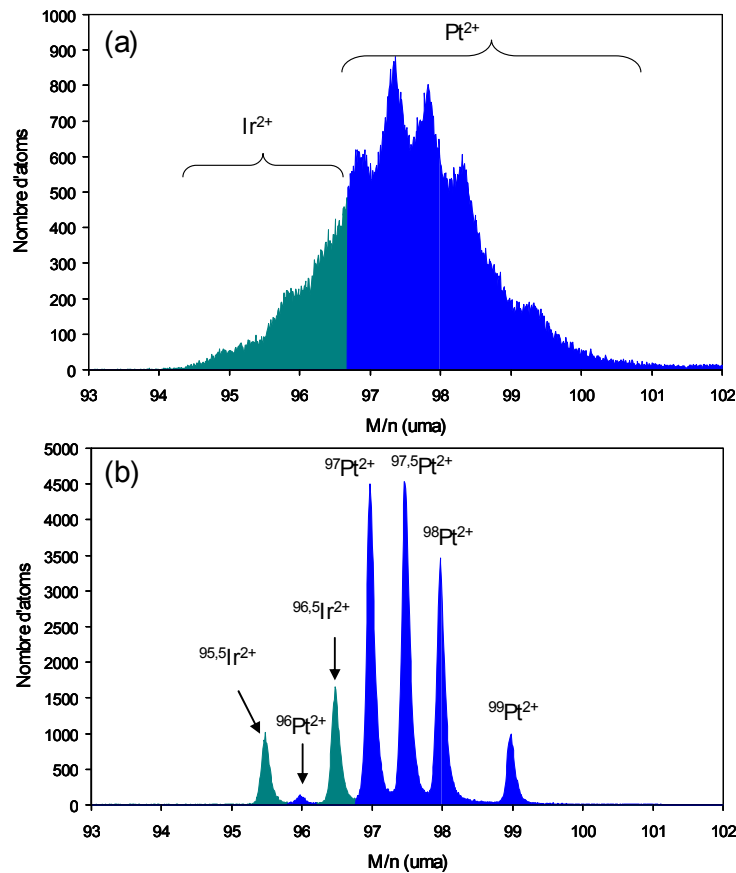 (a)
Pt2+
Ir2+
Nombre d'atoms
1000
900
800
700
600
500
400
300
200
100
0
93 94 95 96 97 98 99 100 101 102
M/n (uma)
(b)
97Pt2+
97,5Pt2+
98Pt2+
96,5Ir2+
95,5Ir2+
96Pt2+
99Pt2+
Nombre d'atoms
5000
4500
4000
3500
3000
2500
2000
1500
1000
500
0
93 94 95 96 97 98 99 100 101 102
M/n (uma)